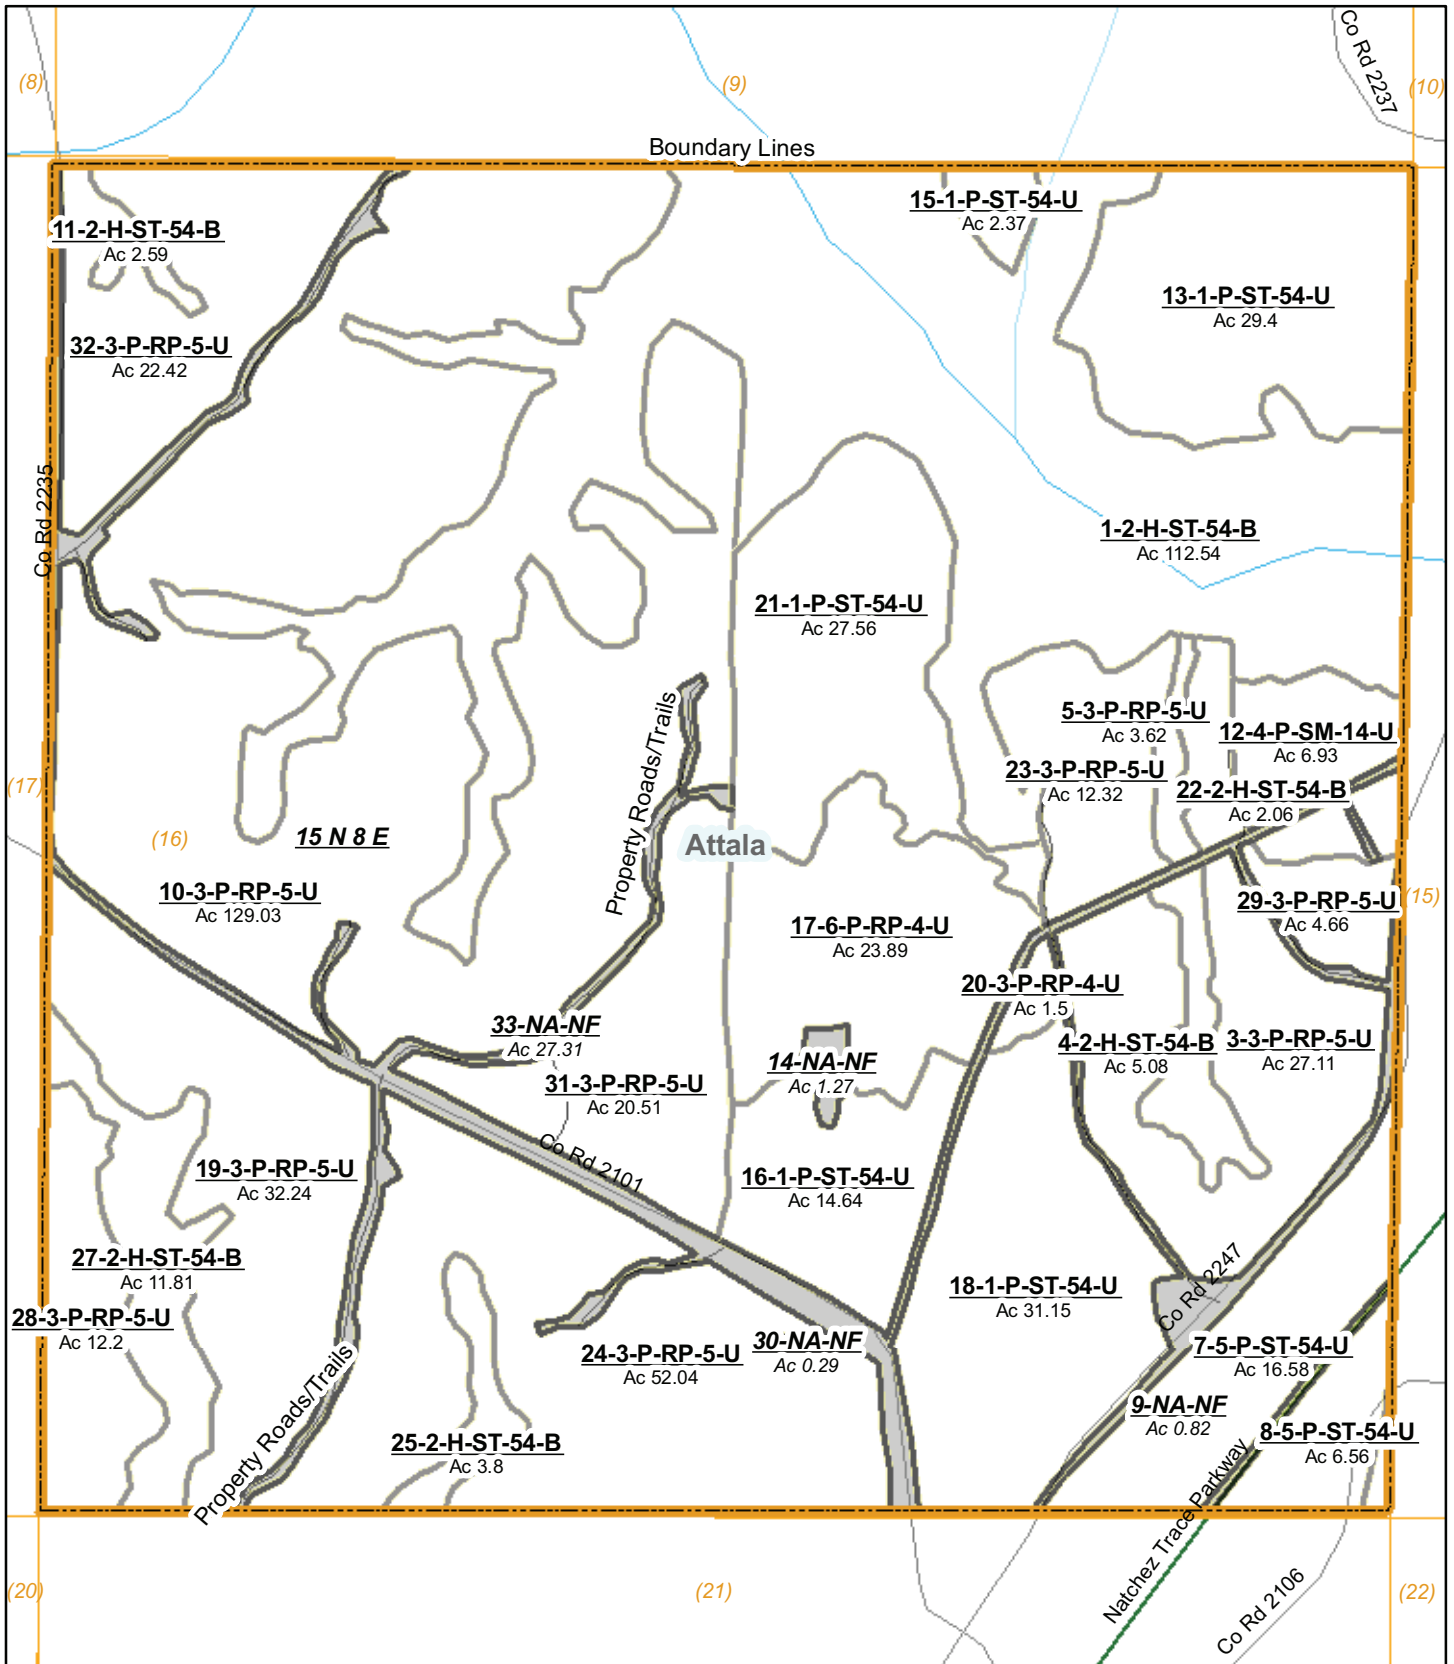 Co Rd 2237
(8)
(9)
(10)
Boundary Lines
15-1-P-ST-54-U
Ac 2.37
11-2-H-ST-54-B
Ac 2.59
13-1-P-ST-54-U
Ac 29.4
32-3-P-RP-5-U
Ac 22.42
Co Rd 2235
1-2-H-ST-54-B
Ac 112.54
21-1-P-ST-54-U
Ac 27.56
5-3-P-RP-5-U
Ac 3.62
12-4-P-SM-14-U
Ac 6.93
23-3-P-RP-5-U
Ac 12.32
22-2-H-ST-54-B
Ac 2.06
(17)
Property Roads/Trails
(16)
15 N 8 E
Attala
10-3-P-RP-5-U
Ac 129.03
29-3-P-RP-5-U
Ac 4.66
(15)
17-6-P-RP-4-U
Ac 23.89
20-3-P-RP-4-U
Ac 1.5
33-NA-NF
Ac 27.31
4-2-H-ST-54-B
Ac 5.08
3-3-P-RP-5-U
Ac 27.11
14-NA-NF
Ac 1.27
31-3-P-RP-5-U
Ac 20.51
Co Rd 2101
19-3-P-RP-5-U
Ac 32.24
16-1-P-ST-54-U
Ac 14.64
27-2-H-ST-54-B
Ac 11.81
18-1-P-ST-54-U
Ac 31.15
Co Rd 2247
28-3-P-RP-5-U
Ac 12.2
24-3-P-RP-5-U
Ac 52.04
30-NA-NF
Ac 0.29
7-5-P-ST-54-U
Ac 16.58
9-NA-NF
Ac 0.82
8-5-P-ST-54-U
Ac 6.56
25-2-H-ST-54-B
Ac 3.8
Property Roads/Trails
Natchez Trace Parkway
Co Rd 2106
(20)
(21)
(22)